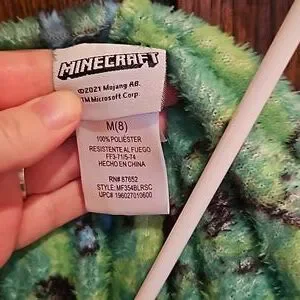 MINECRAFT
©2021 Mojang AB.
TM Microsoft Corp.
M(8)
100% POLIÉSTER
RESISTENTE AL FUEGO
FF3-71/5-74
HECHO EN CHINA
RN# 87652
STYLE: MF354BLRSC
UPC# 196027010600